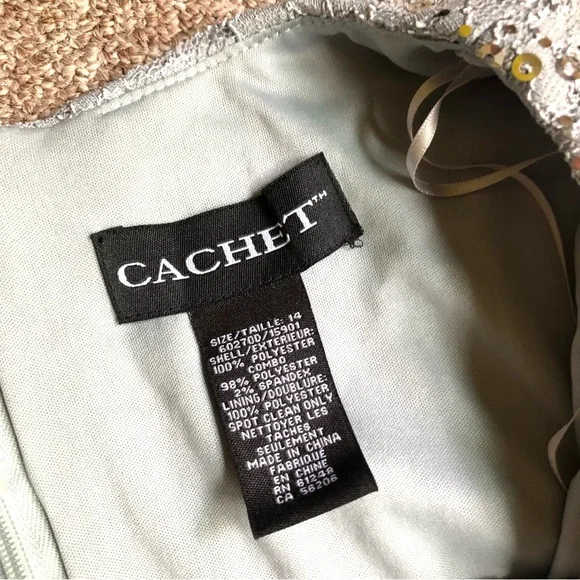 CACHET™
SIZE/TAILLE: 14
60270D/15901
SHELL/EXTERIEUR:
100% POLYESTER
COMBO
98% POLYESTER
2% SPANDEX
LINING/DOUBLURE:
100% POLYESTER
SPOT CLEAN ONLY
NETTOYER LES
TACHES
SEULEMENT
MADE IN CHINA
FABRIQUE
EN CHINE
RN 61248
CA 56206